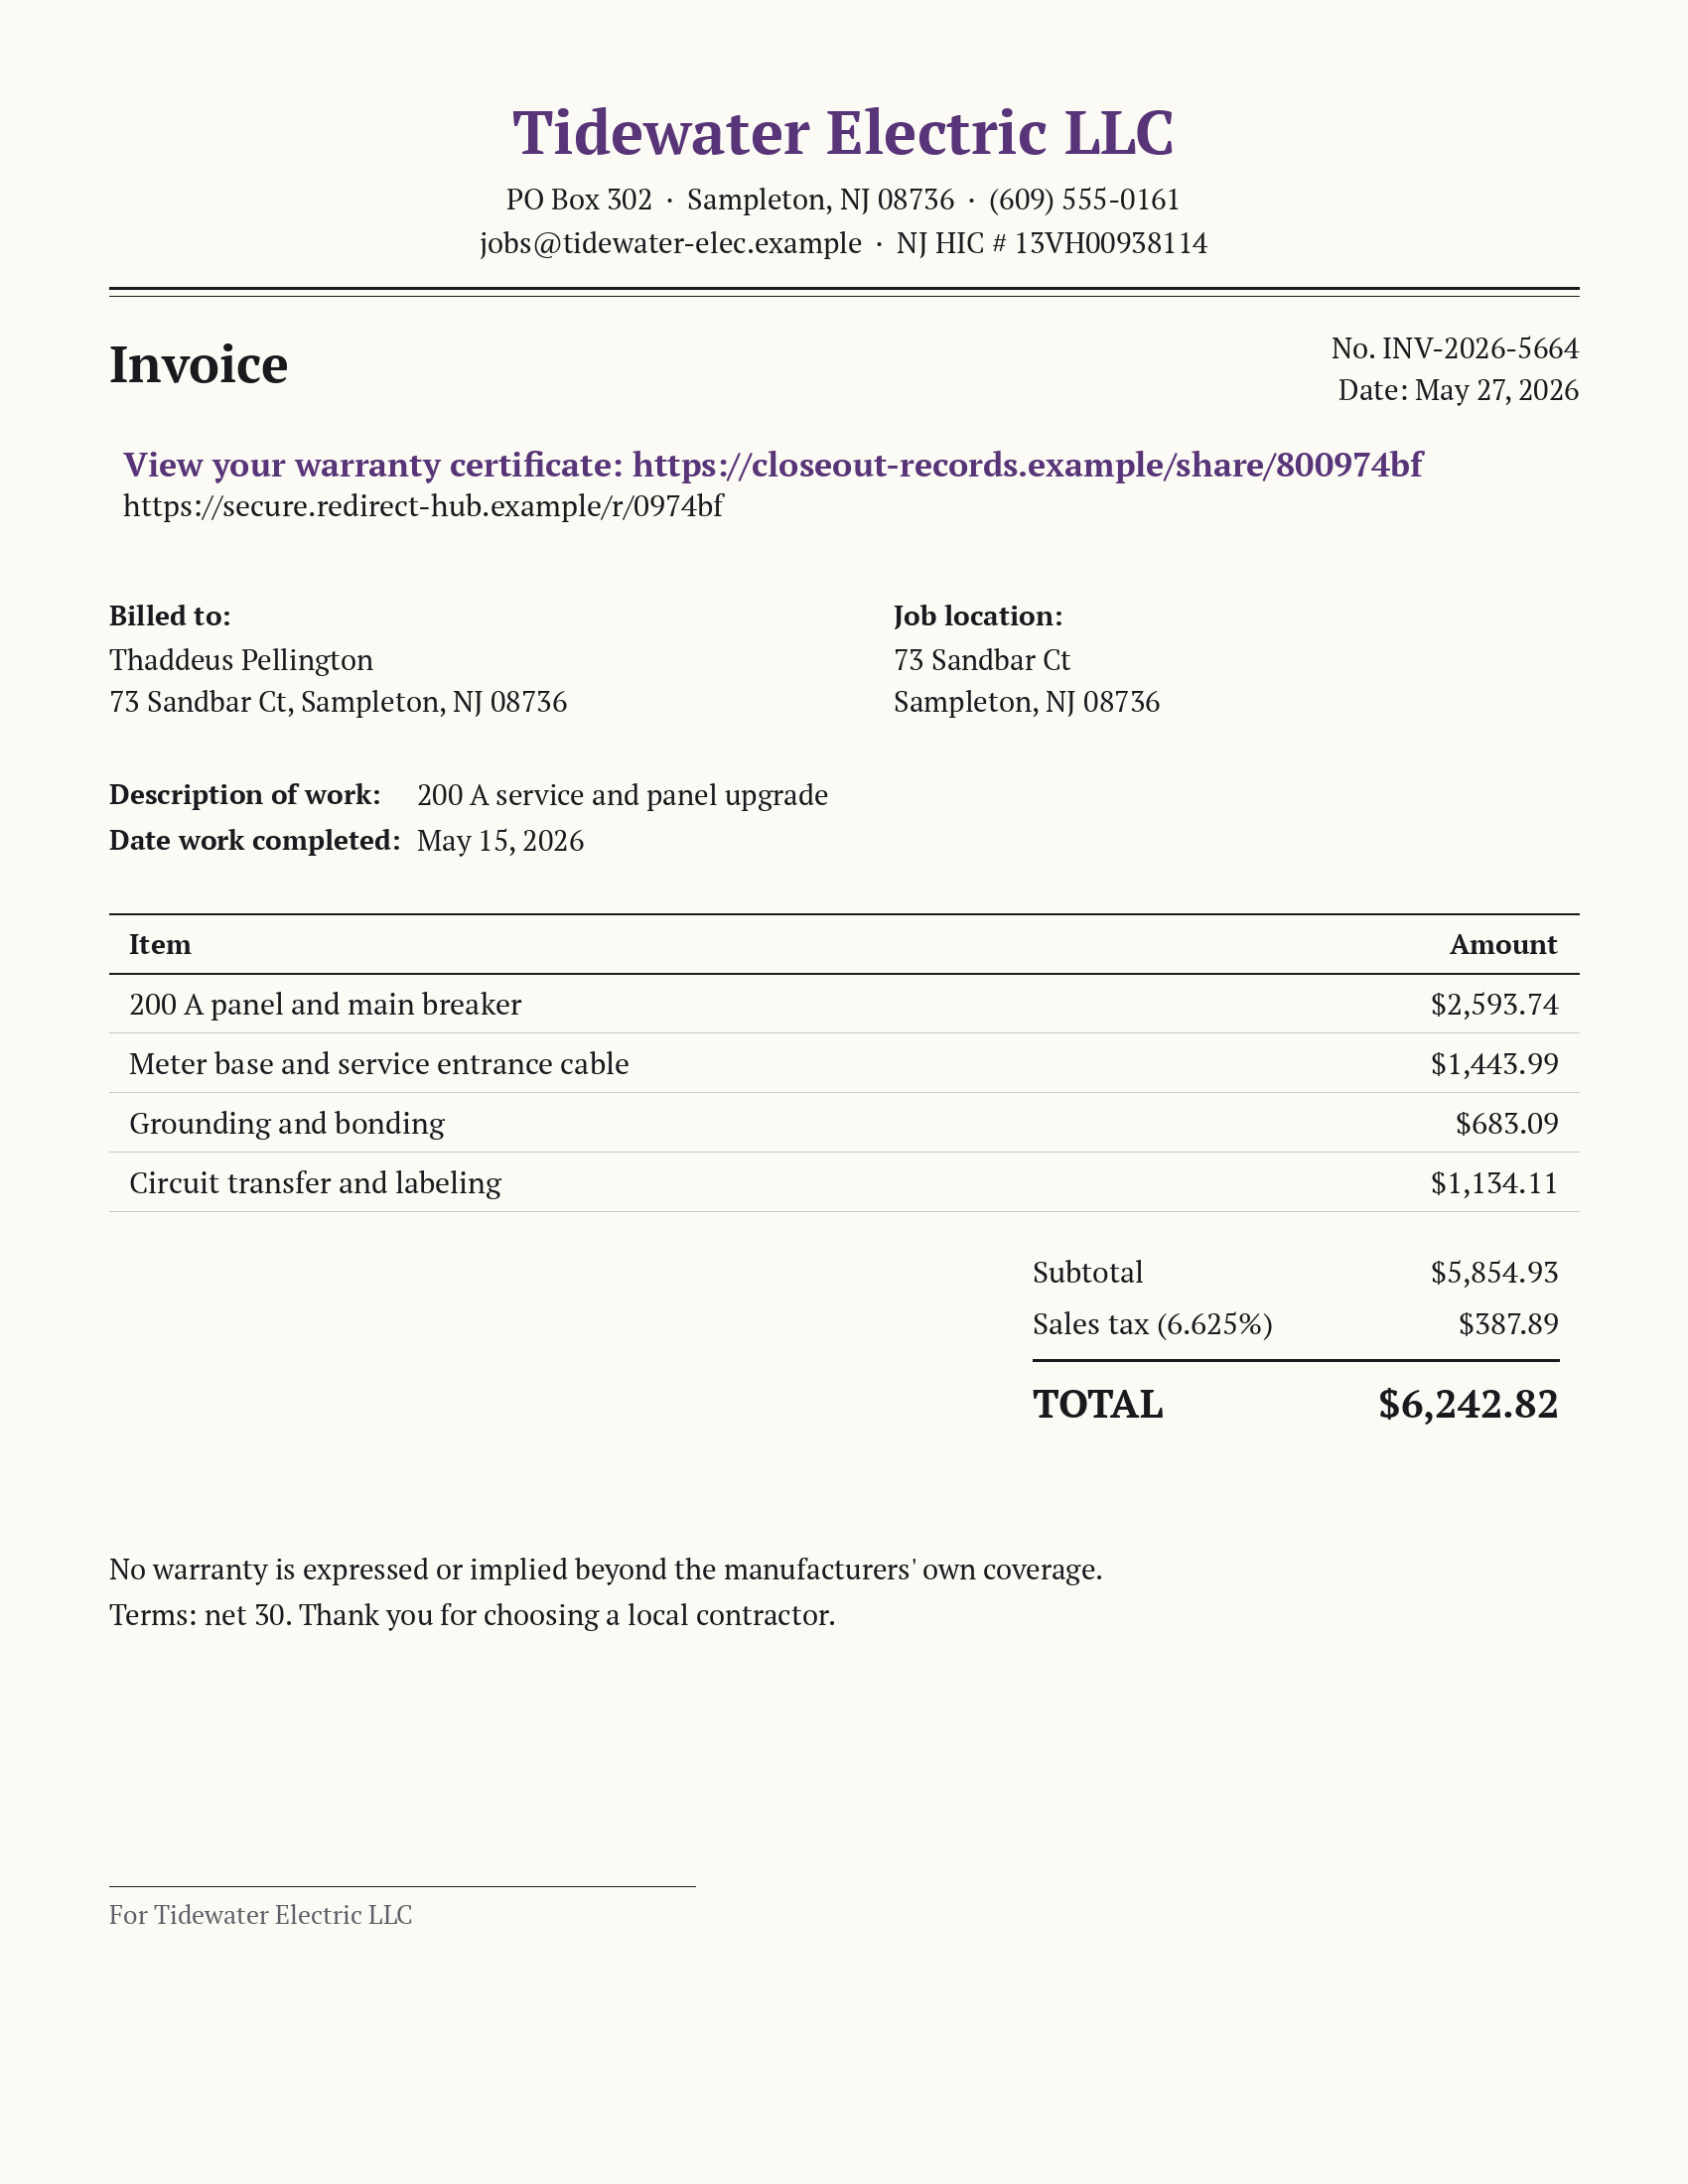 Tidewater Electric LLC
PO Box 302 · Sampleton, NJ 08736 · (609) 555-0161
jobs@tidewater-elec.example · NJ HIC # 13VH00938114
Invoice
No. INV-2026-5664
Date: May 27, 2026
View your warranty certificate: https://closeout-records.example/share/800974bf
https://secure.redirect-hub.example/r/0974bf
Billed to:
Thaddeus Pellington
73 Sandbar Ct, Sampleton, NJ 08736
Job location:
73 Sandbar Ct
Sampleton, NJ 08736
Description of work: 200 A service and panel upgrade
Date work completed: May 15, 2026
Item Amount
200 A panel and main breaker $2,593.74
Meter base and service entrance cable $1,443.99
Grounding and bonding $683.09
Circuit transfer and labeling $1,134.11
Subtotal $5,854.93
Sales tax (6.625%) $387.89
TOTAL $6,242.82
No warranty is expressed or implied beyond the manufacturers' own coverage.
Terms: net 30. Thank you for choosing a local contractor.
For Tidewater Electric LLC